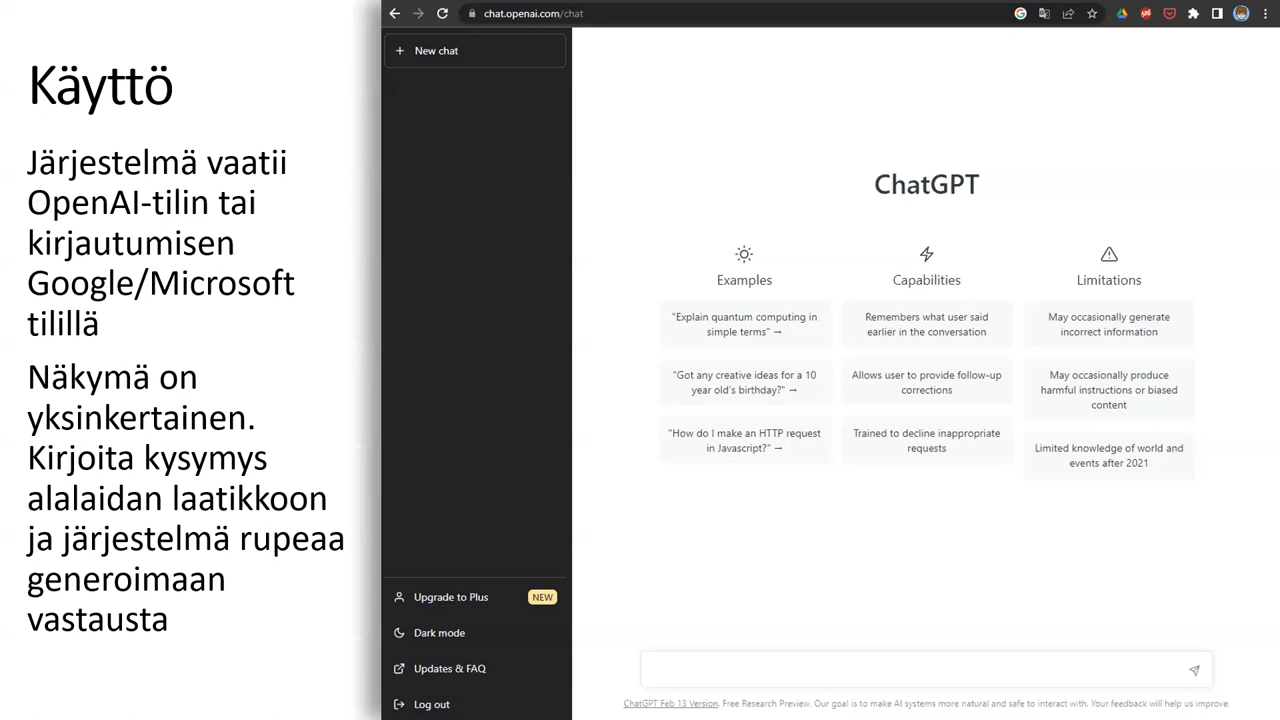 Käyttö
Järjestelmä vaatii
OpenAI-tilin tai
kirjautumisen
Google/Microsoft
tilillä
Näkymä on
yksinkertainen.
Kirjoita kysymys
alalaidan laatikkoon
ja järjestelmä rupeaa
generoimaan
vastausta
chat.openai.com/chat
New chat
ChatGPT
Examples
"Explain quantum computing in
simple terms" →
"Got any creative ideas for a 10
year old's birthday?" →
"How do I make an HTTP request
in Javascript?" →
Capabilities
Remembers what user said
earlier in the conversation
Allows user to provide follow-up
corrections
Trained to decline inappropriate
requests
Limitations
May occasionally generate
incorrect information
May occasionally produce
harmful instructions or biased
content
Limited knowledge of world and
events after 2021
Upgrade to Plus NEW
Dark mode
Updates & FAQ
Log out
ChatGPT Feb 13 Version. Free Research Preview. Our goal is to make AI systems more natural and safe to interact with. Your feedback will help us improve.